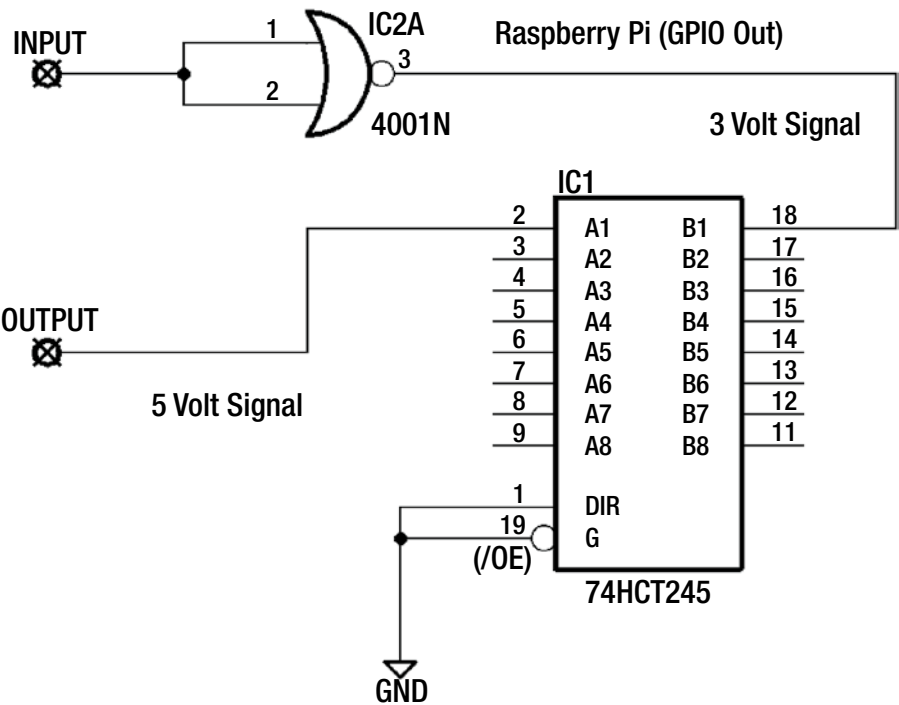 INPUT
1
2
IC2A
3
4001N
Raspberry Pi (GPIO Out)
3 Volt Signal
IC1
2 A1 B1 18
3 A2 B2 17
4 A3 B3 16
5 A4 B4 15
6 A5 B5 14
7 A6 B6 13
8 A7 B7 12
9 A8 B8 11
OUTPUT
5 Volt Signal
1 DIR
19 G
(/OE)
74HCT245
GND